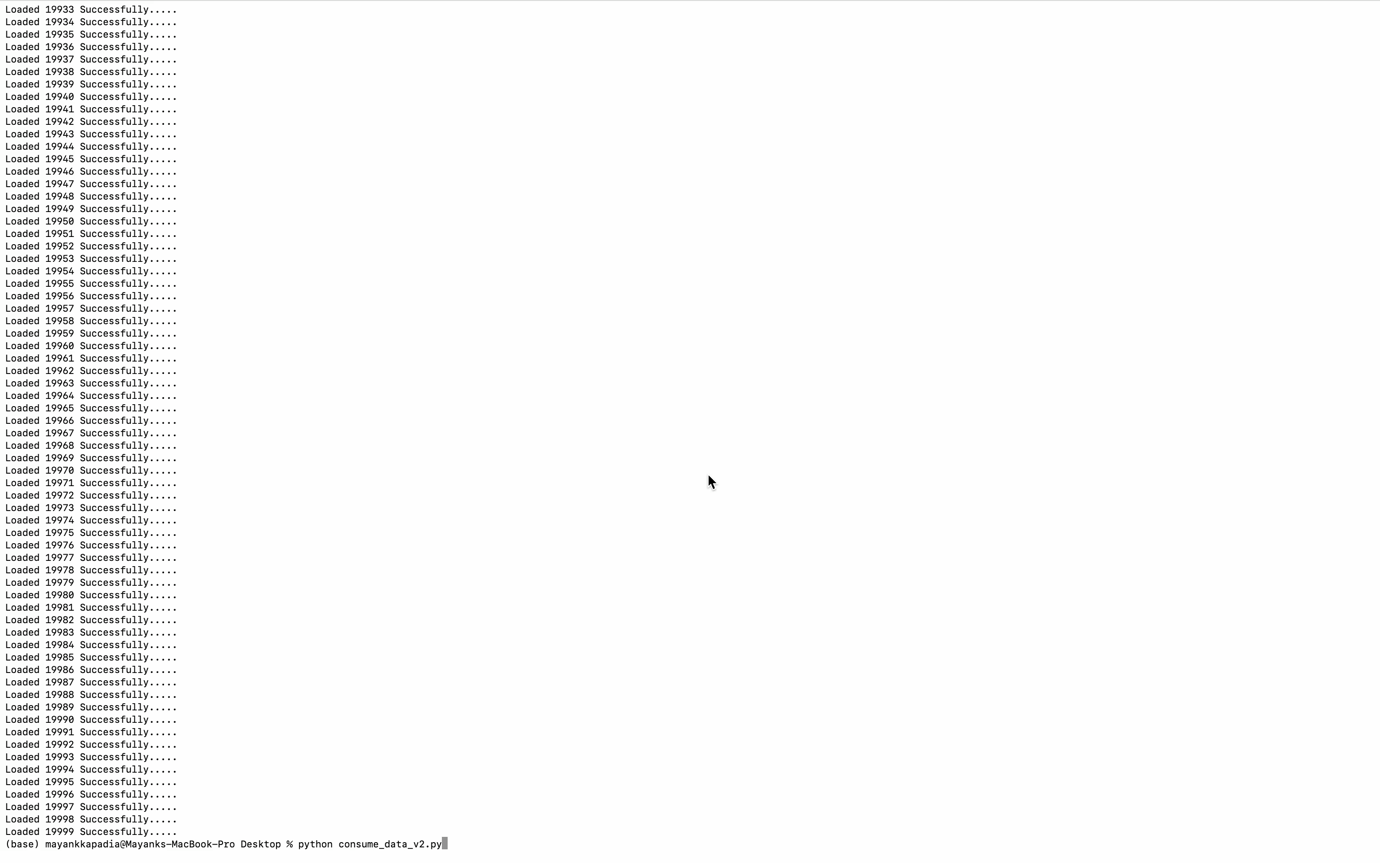 Loaded 19933 Successfully.....
Loaded 19934 Successfully.....
Loaded 19935 Successfully.....
Loaded 19936 Successfully.....
Loaded 19937 Successfully.....
Loaded 19938 Successfully.....
Loaded 19939 Successfully.....
Loaded 19940 Successfully.....
Loaded 19941 Successfully.....
Loaded 19942 Successfully.....
Loaded 19943 Successfully.....
Loaded 19944 Successfully.....
Loaded 19945 Successfully.....
Loaded 19946 Successfully.....
Loaded 19947 Successfully.....
Loaded 19948 Successfully.....
Loaded 19949 Successfully.....
Loaded 19950 Successfully.....
Loaded 19951 Successfully.....
Loaded 19952 Successfully.....
Loaded 19953 Successfully.....
Loaded 19954 Successfully.....
Loaded 19955 Successfully.....
Loaded 19956 Successfully.....
Loaded 19957 Successfully.....
Loaded 19958 Successfully.....
Loaded 19959 Successfully.....
Loaded 19960 Successfully.....
Loaded 19961 Successfully.....
Loaded 19962 Successfully.....
Loaded 19963 Successfully.....
Loaded 19964 Successfully.....
Loaded 19965 Successfully.....
Loaded 19966 Successfully.....
Loaded 19967 Successfully.....
Loaded 19968 Successfully.....
Loaded 19969 Successfully.....
Loaded 19970 Successfully.....
Loaded 19971 Successfully.....
Loaded 19972 Successfully.....
Loaded 19973 Successfully.....
Loaded 19974 Successfully.....
Loaded 19975 Successfully.....
Loaded 19976 Successfully.....
Loaded 19977 Successfully.....
Loaded 19978 Successfully.....
Loaded 19979 Successfully.....
Loaded 19980 Successfully.....
Loaded 19981 Successfully.....
Loaded 19982 Successfully.....
Loaded 19983 Successfully.....
Loaded 19984 Successfully.....
Loaded 19985 Successfully.....
Loaded 19986 Successfully.....
Loaded 19987 Successfully.....
Loaded 19988 Successfully.....
Loaded 19989 Successfully.....
Loaded 19990 Successfully.....
Loaded 19991 Successfully.....
Loaded 19992 Successfully.....
Loaded 19993 Successfully.....
Loaded 19994 Successfully.....
Loaded 19995 Successfully.....
Loaded 19996 Successfully.....
Loaded 19997 Successfully.....
Loaded 19998 Successfully.....
Loaded 19999 Successfully.....
(base) mayankkapadia@Mayanks-MacBook-Pro Desktop % python consume_data_v2.py